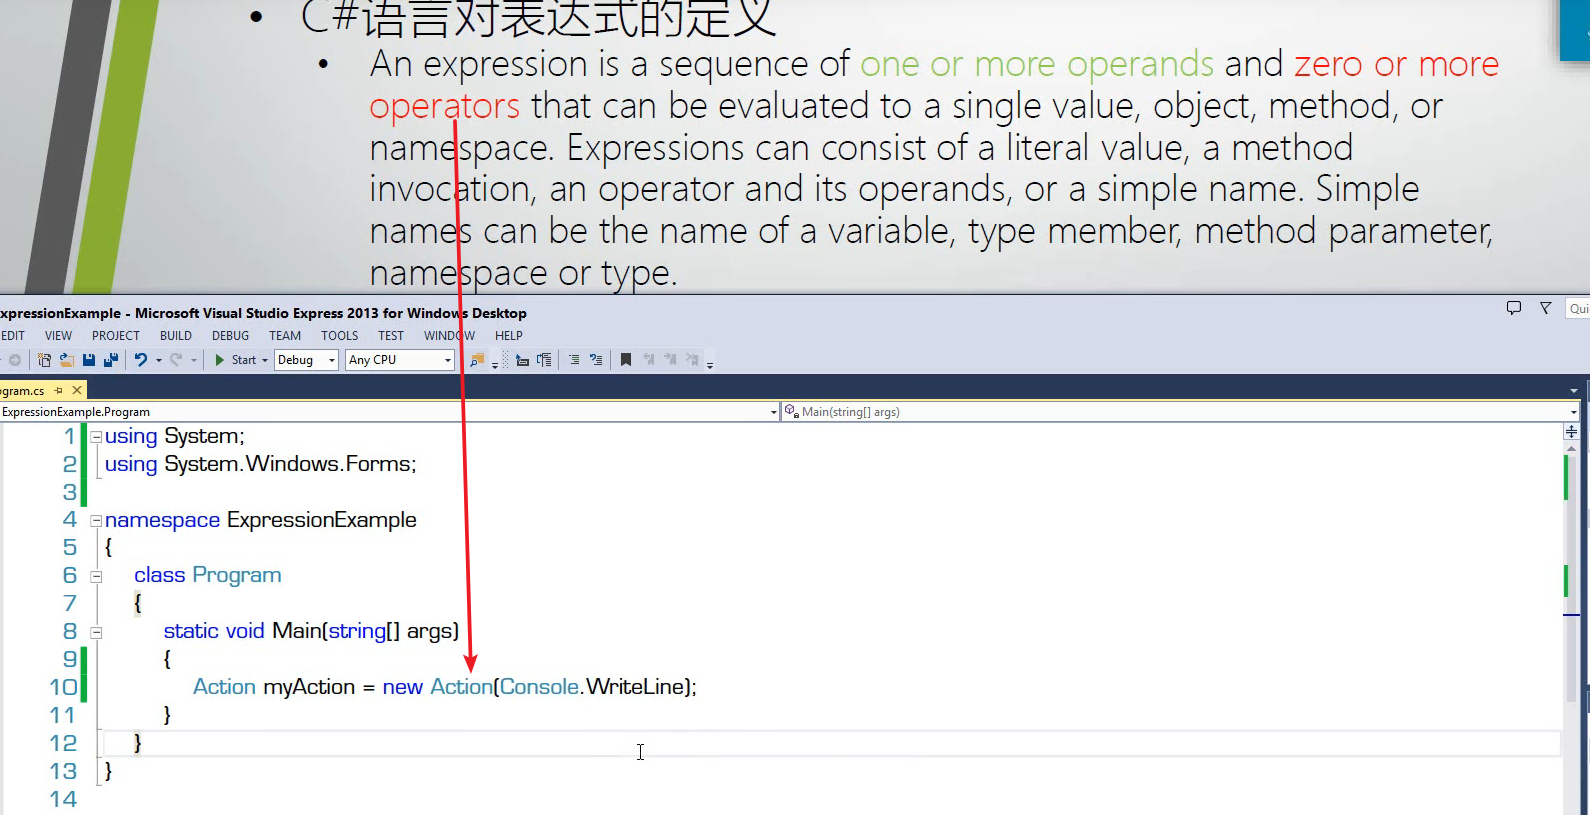 • C#语言对表达式的定义
• An expression is a sequence of one or more operands and zero or more
operators that can be evaluated to a single value, object, method, or
namespace. Expressions can consist of a literal value, a method
invocation, an operator and its operands, or a simple name. Simple
names can be the name of a variable, type member, method parameter,
namespace or type.
xpressionExample - Microsoft Visual Studio Express 2013 for Windows Desktop
Qui
EDIT VIEW PROJECT BUILD DEBUG TEAM TOOLS TEST WINDOW HELP
Start Debug Any CPU
ogram.cs
ExpressionExample.Program Main(string[] args)
1 using System;
2 using System.Windows.Forms;
3
4 namespace ExpressionExample
5 {
6 class Program
7 {
8 static void Main(string[] args)
9 {
10 Action myAction = new Action(Console.WriteLine);
11 }
12 }
13 }
14